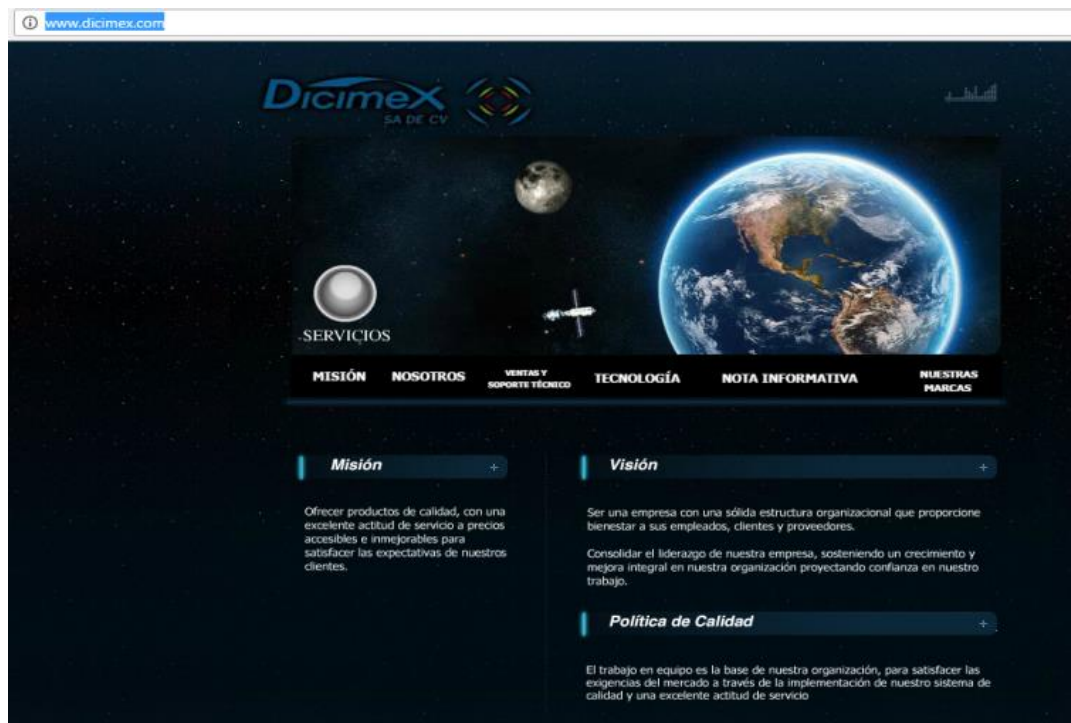 www.dicimex.com
Dicimex
SA DE CV
SERVICIOS
MISIÓN
NOSOTROS
VENTAS Y
SOPORTE TÉCNICO
TECNOLOGÍA
NOTA INFORMATIVA
NUESTRAS
MARCAS
Misión
Ofrecer productos de calidad, con una
excelente actitud de servicio a precios
accesibles e inmejorables para
satisfacer las expectativas de nuestros
clientes.
Visión
Ser una empresa con una sólida estructura organizacional que proporcione
bienestar a sus empleados, clientes y proveedores.
Consolidar el liderazgo de nuestra empresa, sosteniendo un crecimiento y
mejora integral en nuestra organización proyectando confianza en nuestro
trabajo.
Política de Calidad
El trabajo en equipo es la base de nuestra organización, para satisfacer las
exigencias del mercado a través de la implementación de nuestro sistema de
calidad y una excelente actitud de servicio